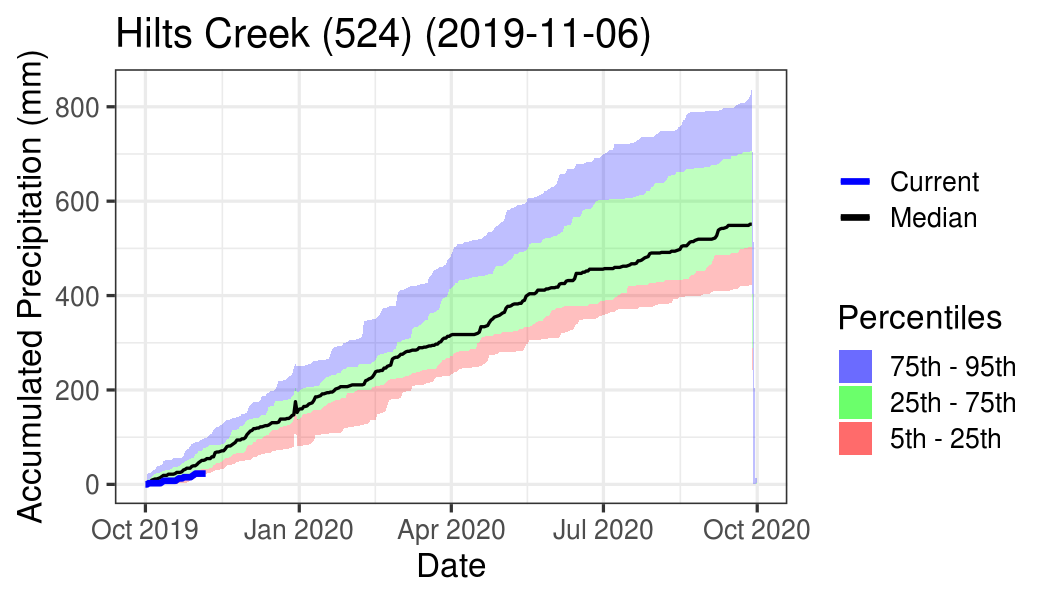 Hilts Creek (524) (2019-11-06)
Accumulated Precipitation (mm)
800
600
400
200
0
Oct 2019 Jan 2020 Apr 2020 Jul 2020 Oct 2020
Date
Current
Median
Percentiles
75th - 95th
25th - 75th
5th - 25th